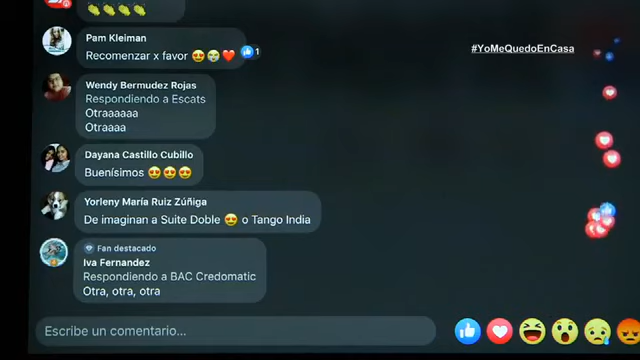 Pam Kleiman
Recomenzar x favor 😍😭❤️
1
#YoMeQuedoEnCasa
Wendy Bermudez Rojas
Respondiendo a Escats
Otraaaaaa
Otraaaa
Dayana Castillo Cubillo
Buenísimos 😍😍😍
Yorleny María Ruiz Zúñiga
De imaginan a Suite Doble 😍 o Tango India
Fan destacado
Iva Fernandez
Respondiendo a BAC Credomatic
Otra, otra, otra
Escribe un comentario...